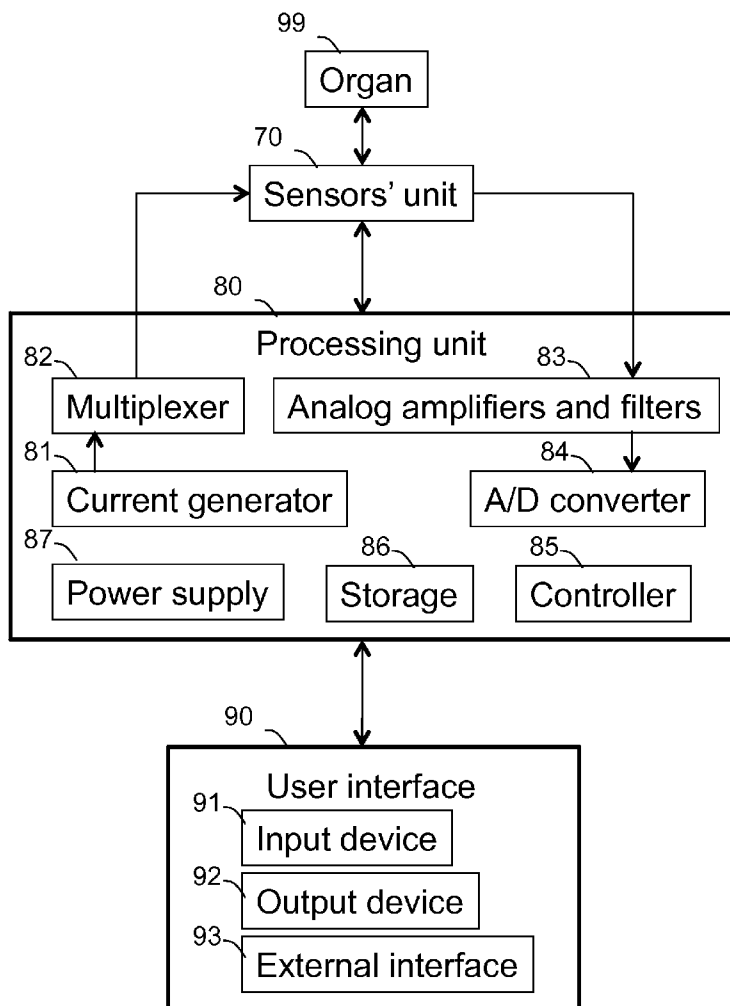 99
Organ
70
Sensors' unit
80
Processing unit
82
Multiplexer
83
Analog amplifiers and filters
81
Current generator
84
A/D converter
87
Power supply
86
Storage
85
Controller
90
User interface
91
Input device
92
Output device
93
External interface